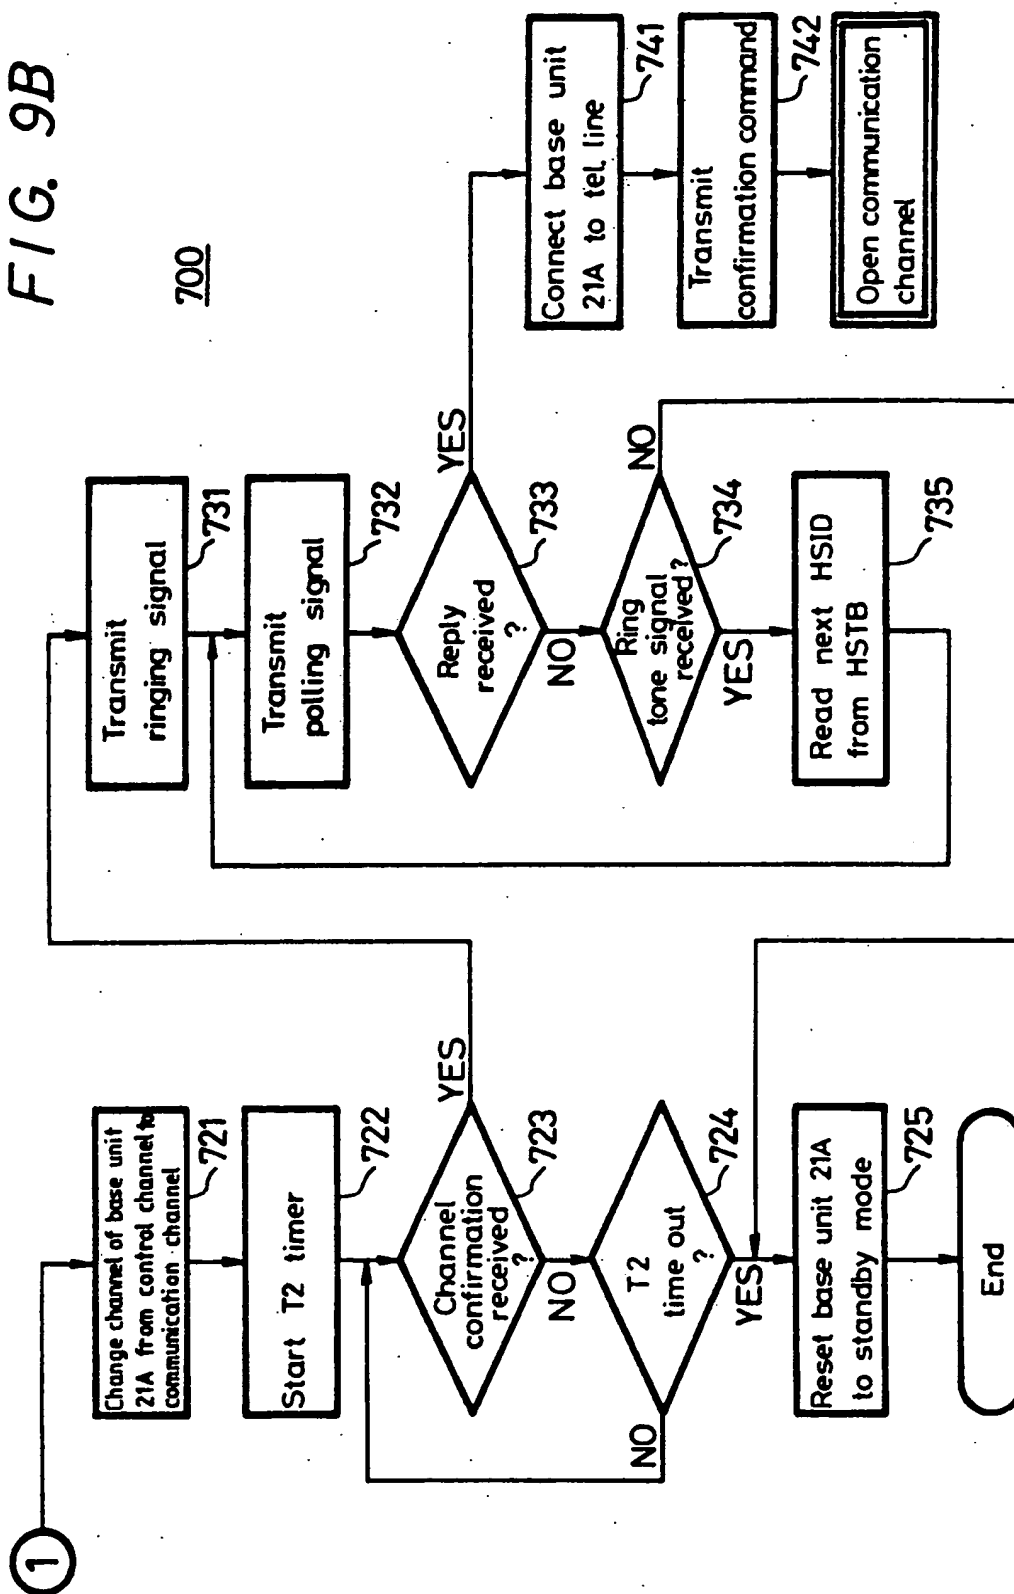 FIG. 9B
700
1
Change channel of base unit
21A from control channel to
communication channel
721
Start T2 timer
722
Channel
confirmation
received
?
723
YES
NO
T2
time out
?
724
NO
YES
Reset base unit 21A
to standby mode
725
End
Transmit
ringing signal
731
Transmit
polling signal
732
Reply
received
?
733
YES
NO
Ring
tone signal
received?
734
NO
YES
Read next HSID
from HSTB
735
Connect base unit
21A to tel. line
741
Transmit
confirmation command
742
Open communication
channel